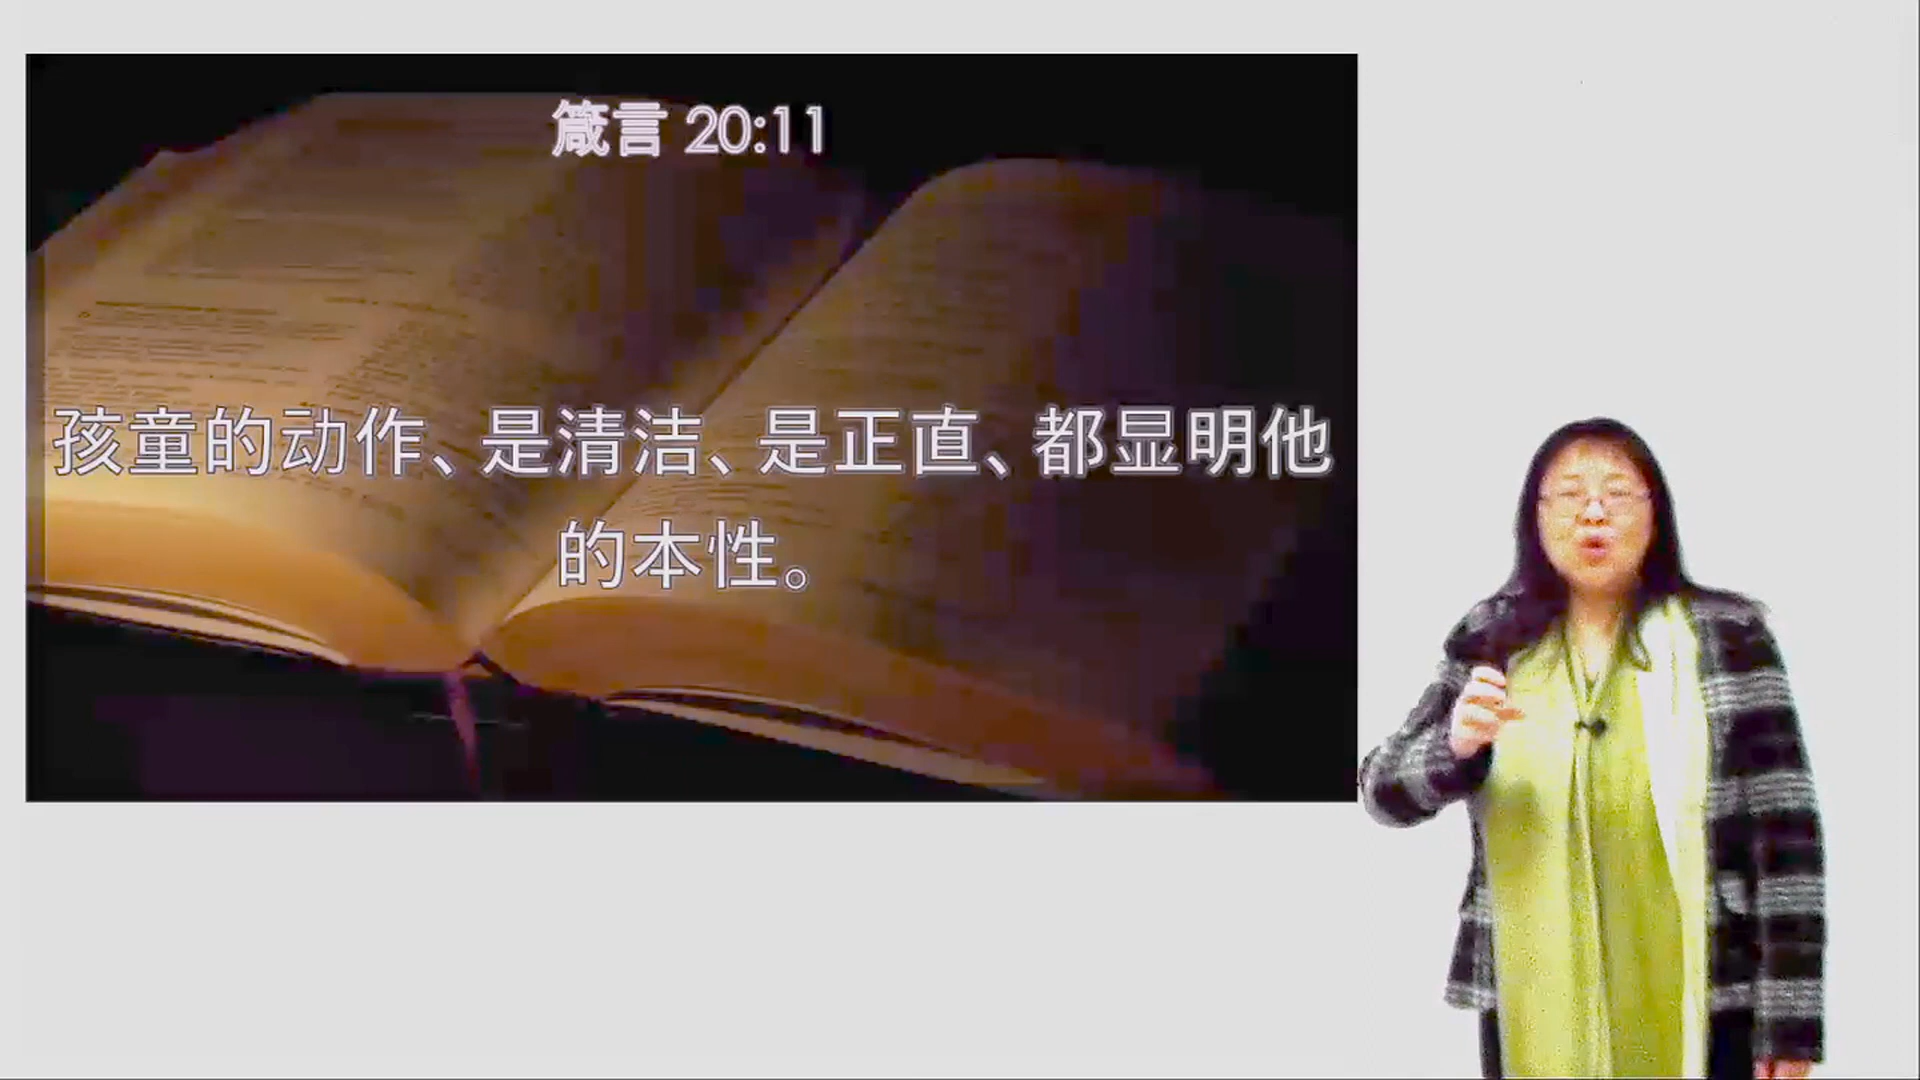 箴言 20:11
孩童的动作、是清洁、是正直、都显明他
的本性。